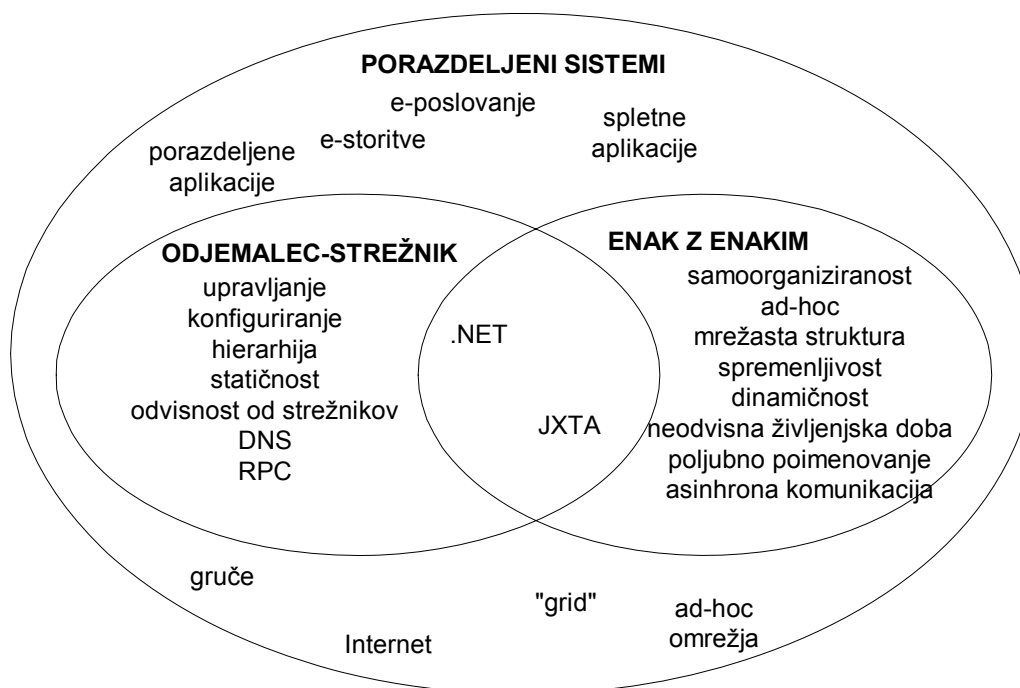 PORAZDELJENI SISTEMI
e-poslovanje
e-storitve
spletne
aplikacije
porazdeljene
aplikacije
ODJEMALEC-STREŽNIK
upravljanje
konfiguriranje
hierarhija
statičnost
odvisnost od strežnikov
DNS
RPC
.NET
JXTA
ENAK Z ENAKIM
samoorganiziranost
ad-hoc
mrežasta struktura
spremenljivost
dinamičnost
neodvisna življenjska doba
poljubno poimenovanje
asinhrona komunikacija
gruče
Internet
"grid"
ad-hoc
omrežja